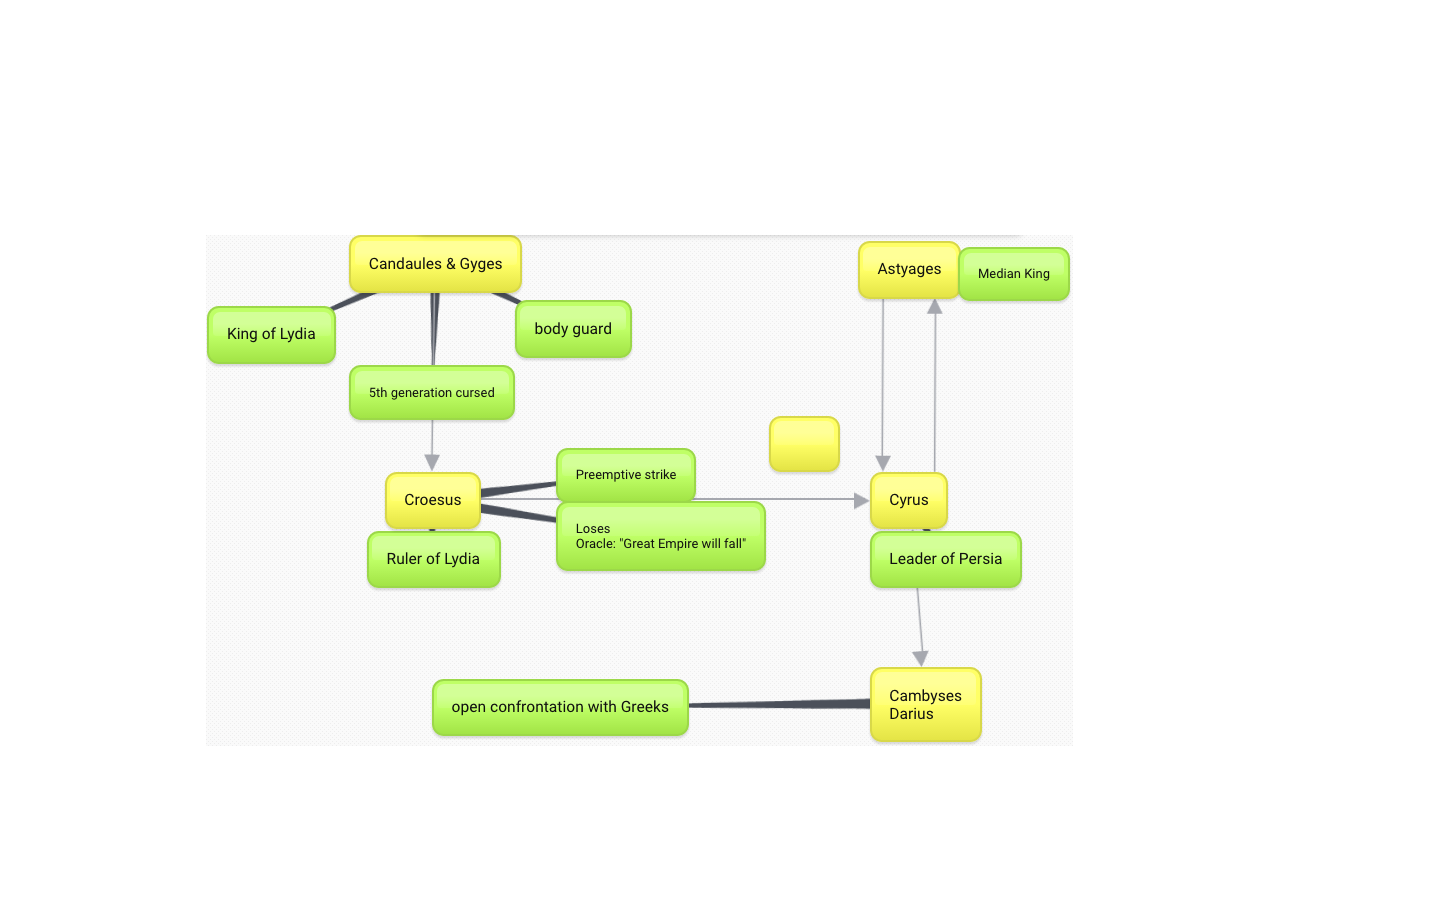 Candaules & Gyges
Astyages
Median King
King of Lydia
body guard
5th generation cursed
Preemptive strike
Croesus
Cyrus
Loses
Oracle: "Great Empire will fall"
Ruler of Lydia
Leader of Persia
Cambyses
Darius
open confrontation with Greeks